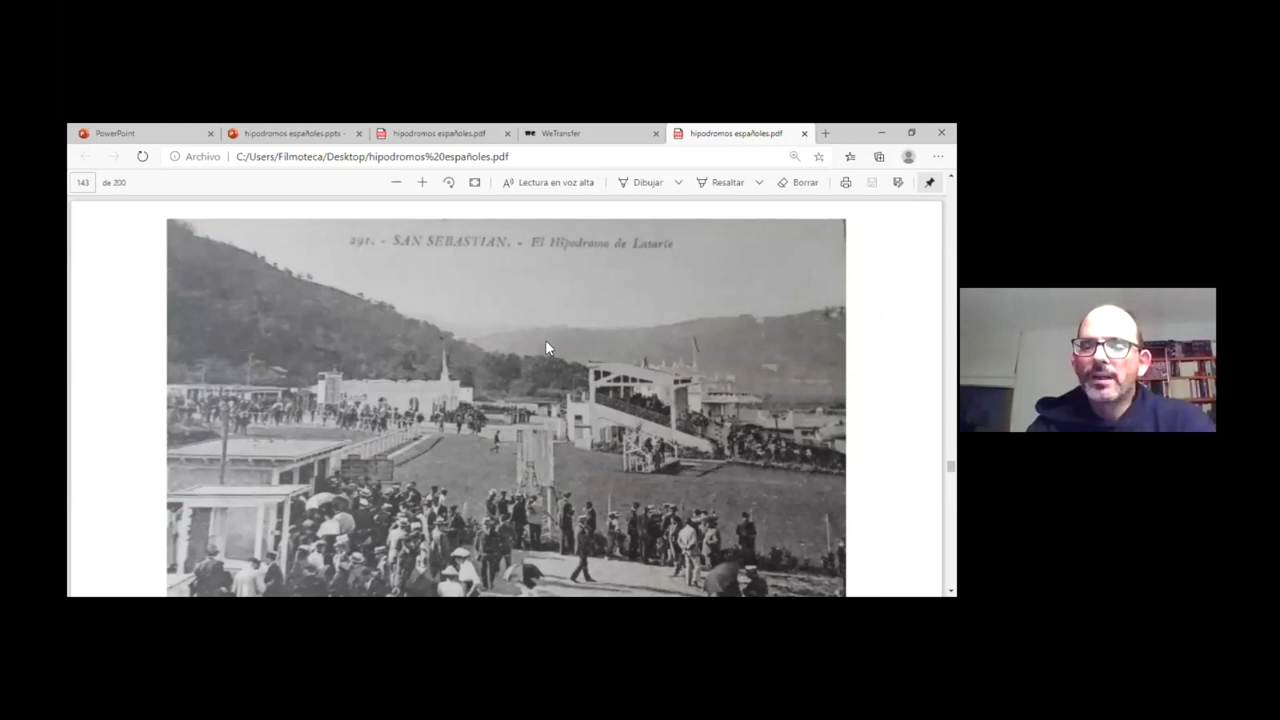 PowerPoint
hipodromos españoles.pptx -
hipodromos españoles.pdf
WeTransfer
hipodromos españoles.pdf
Archivo
C:/Users/Filmoteca/Desktop/hipodromos%20españoles.pdf
143 de 200
Lectura en voz alta
Dibujar
Resaltar
Borrar
291. - SAN SEBASTIAN. - El Hipódromo de Lasarte